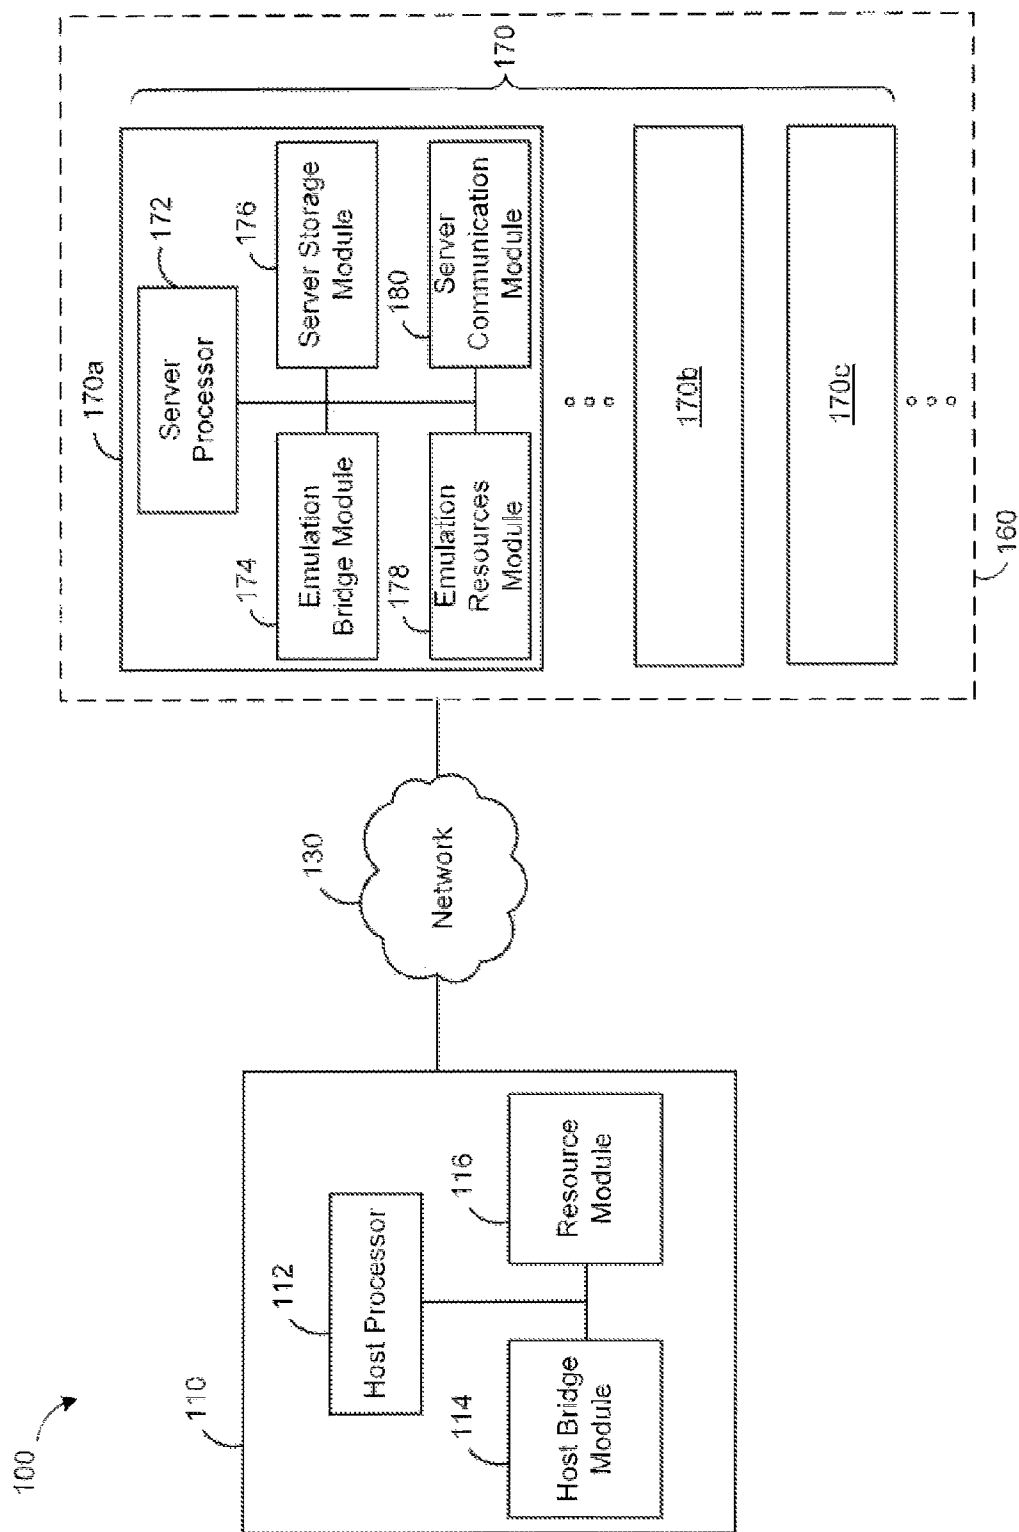 100
110
112
Host Processor
114
Host Bridge
Module
116
Resource
Module
130
Network
160
170
170a
172
Server
Processor
174
Emulation
Bridge Module
176
Server Storage
Module
178
Emulation
Resources
Module
180
Server
Communication
Module
170b
170c